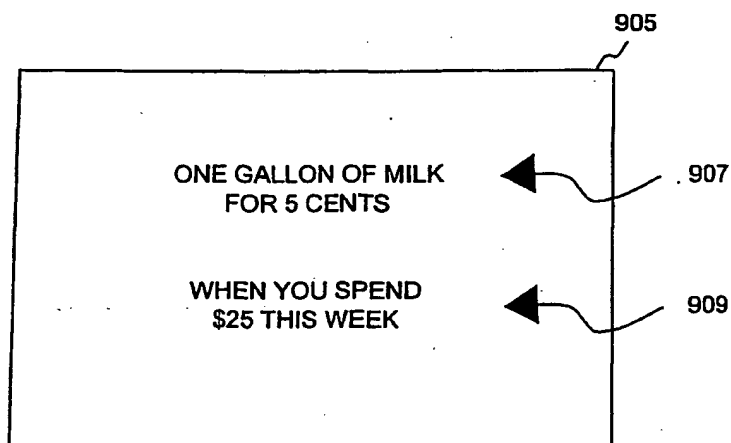 905
ONE GALLON OF MILK
FOR 5 CENTS
907
WHEN YOU SPEND
$25 THIS WEEK
909